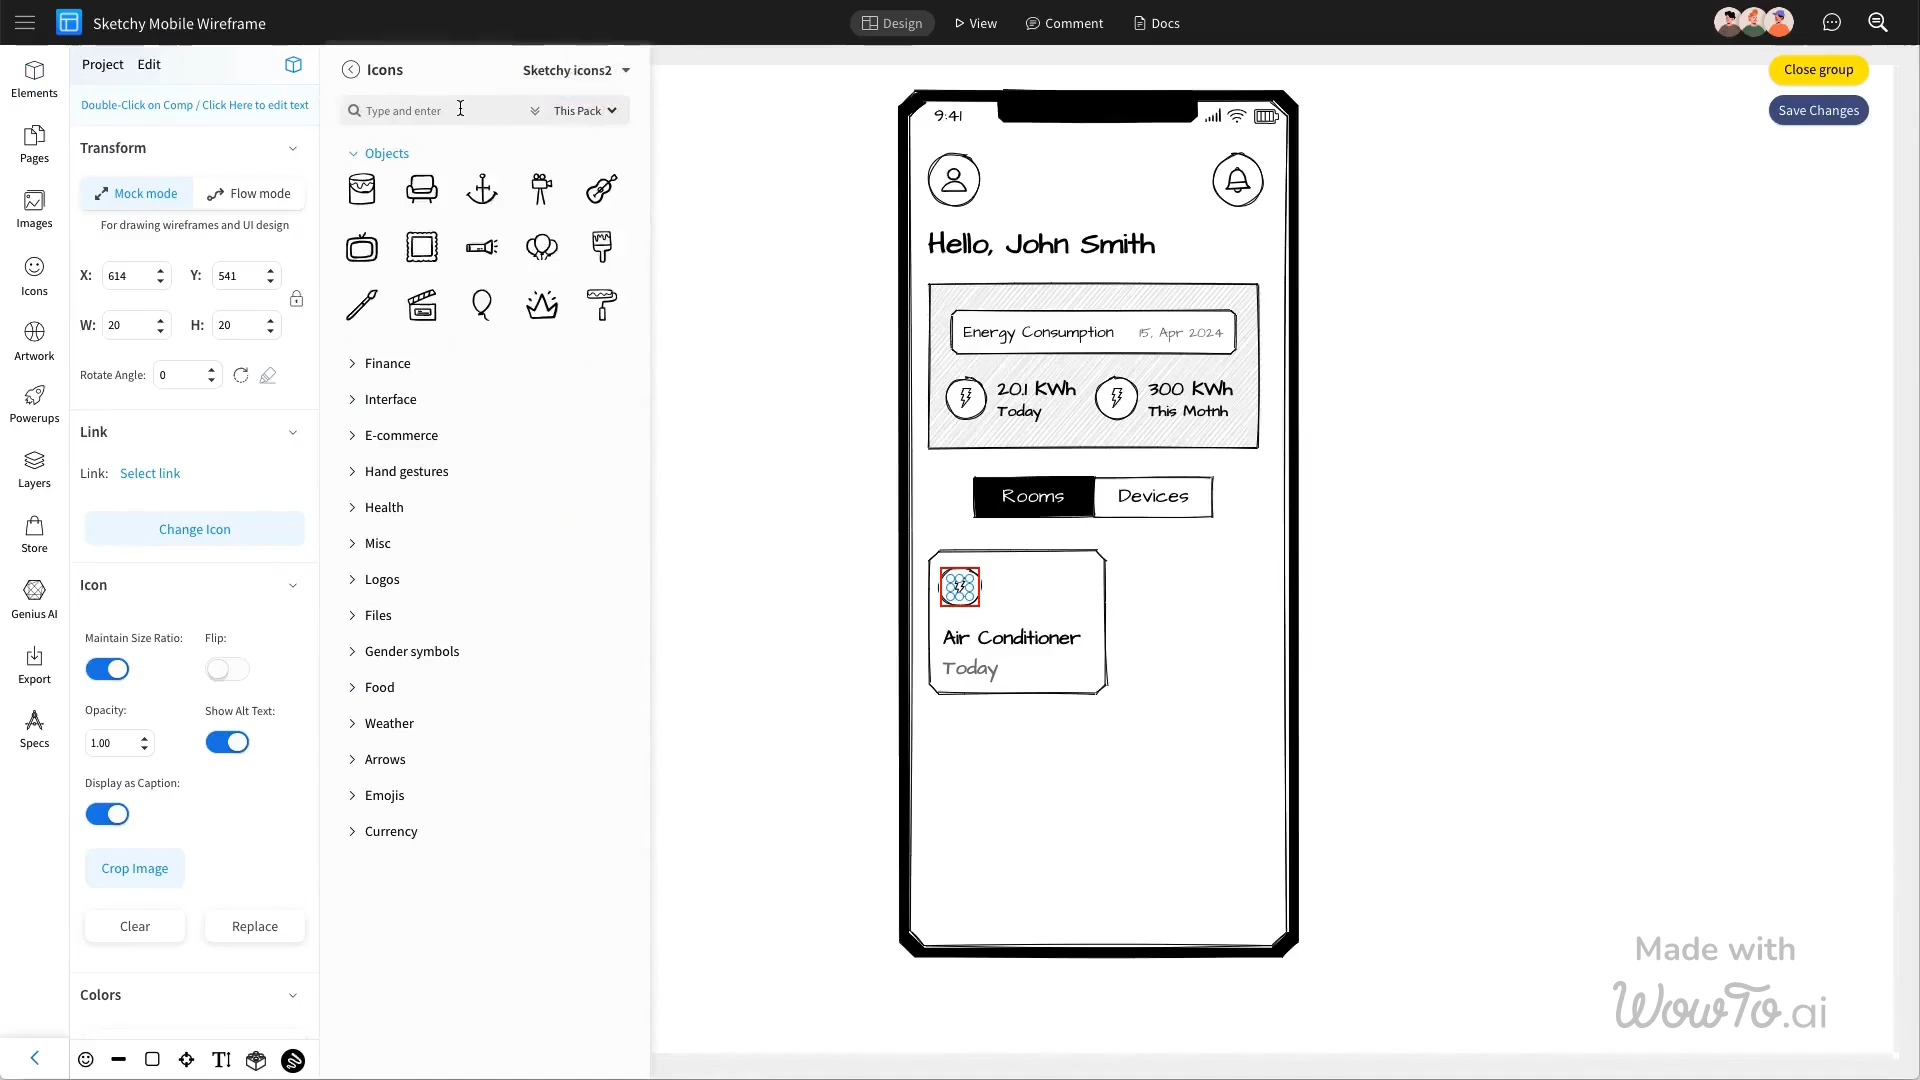 Sketchy Mobile Wireframe
Design
View
Comment
Docs
Elements
Pages
Images
Icons
Artwork
Powerups
Layers
Store
Genius AI
Export
Specs
Project
Edit
Double-Click on Comp / Click Here to edit text
Transform
Mock mode
Flow mode
For drawing wireframes and UI design
X: 614
Y: 541
W: 20
H: 20
Rotate Angle: 0
Link
Link: Select link
Change Icon
Icon
Maintain Size Ratio:
Flip:
Opacity:
Show Alt Text:
1.00
Display as Caption:
Crop Image
Clear
Replace
Colors
Icons
Sketchy icons2
Type and enter
This Pack
Objects
Finance
Interface
E-commerce
Hand gestures
Health
Misc
Logos
Files
Gender symbols
Food
Weather
Arrows
Emojis
Currency
9:41
Hello, John Smith
Energy Consumption
15, Apr 2024
20.1 KWh
Today
300 KWh
This Motnh
Rooms
Devices
Air Conditioner
Today
Close group
Save Changes
Made with
WowTo.ai